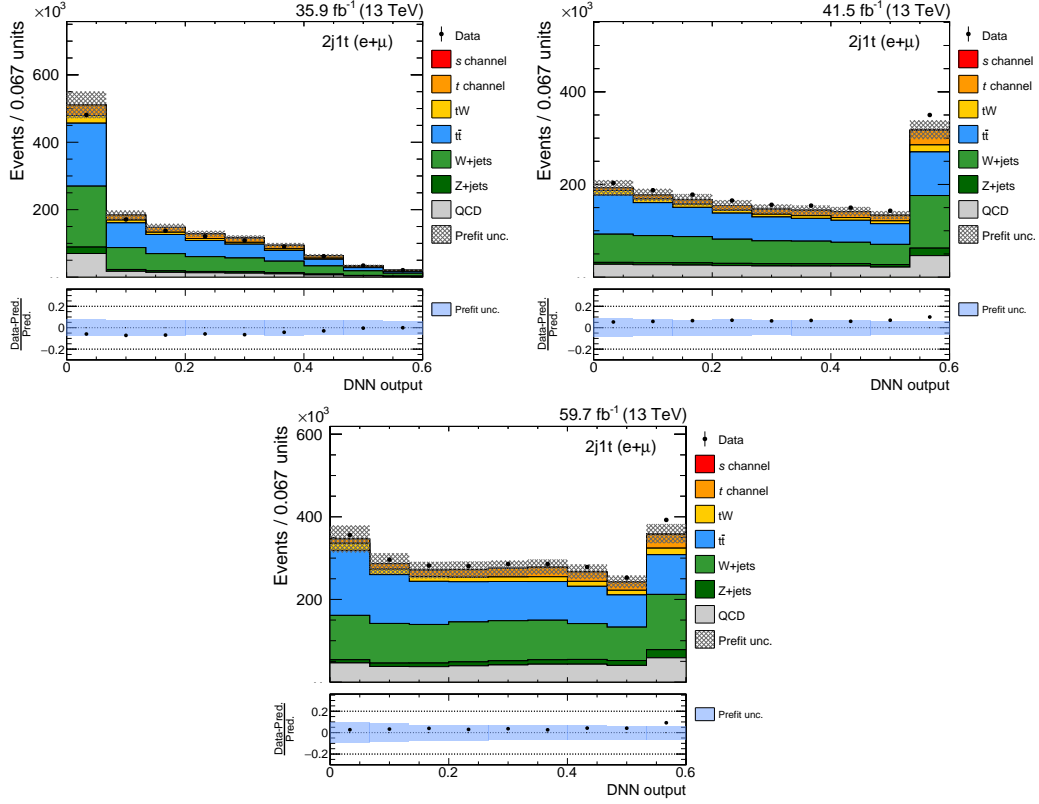 ×10³ 35.9 fb⁻¹ (13 TeV)
2j1t (e+μ)
Events / 0.067 units
600
400
200
Data
s channel
t channel
tW
tt̄
W+jets
Z+jets
QCD
Prefit unc.
Data-Pred.
Pred.
0.2
0
−0.2
Prefit unc.
0 0.2 0.4 0.6
DNN output
×10³ 41.5 fb⁻¹ (13 TeV)
2j1t (e+μ)
Events / 0.067 units
400
200
Data
s channel
t channel
tW
tt̄
W+jets
Z+jets
QCD
Prefit unc.
Data-Pred.
Pred.
0.2
0
−0.2
Prefit unc.
0 0.2 0.4 0.6
DNN output
×10³ 59.7 fb⁻¹ (13 TeV)
2j1t (e+μ)
Events / 0.067 units
600
400
200
Data
s channel
t channel
tW
tt̄
W+jets
Z+jets
QCD
Prefit unc.
Data-Pred.
Pred.
0.2
0
−0.2
Prefit unc.
0 0.2 0.4 0.6
DNN output